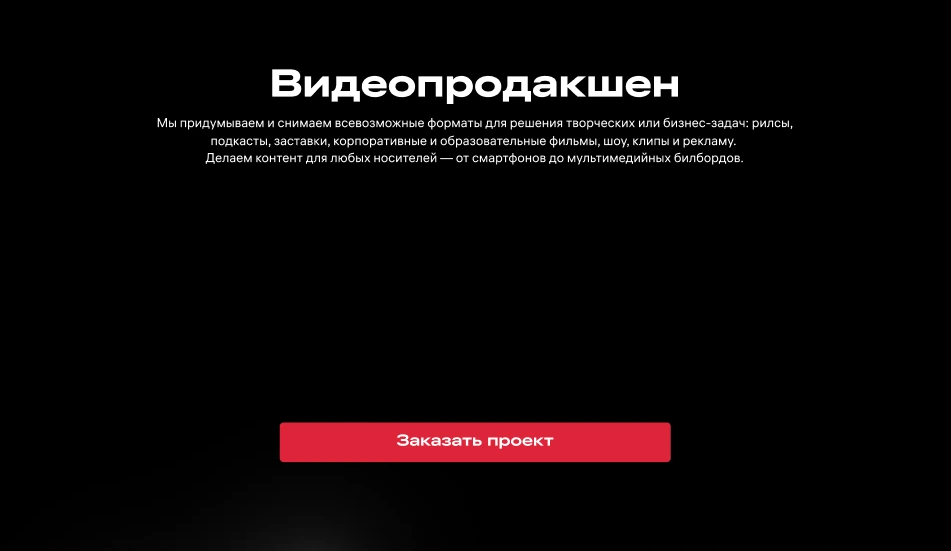 Видеопродакшен
Мы придумываем и снимаем всевозможные форматы для решения творческих или бизнес-задач: рилсы,
подкасты, заставки, корпоративные и образовательные фильмы, шоу, клипы и рекламу.
Делаем контент для любых носителей — от смартфонов до мультимедийных билбордов.
Заказать проект